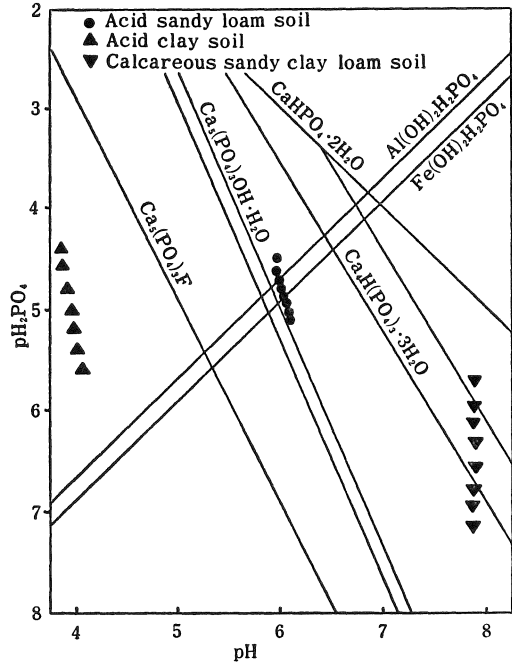 Acid sandy loam soil
Acid clay soil
Calcareous sandy clay loam soil
2
3
4
5
6
7
8
pH₂PO₄
Ca₅(PO₄)₃F
Ca₅(PO₄)₃OH·H₂O
CaHPO₄·2H₂O
Al(OH)₂H₂PO₄
Fe(OH)₂H₂PO₄
Ca₄H(PO₄)₃·3H₂O
4
5
6
7
8
pH